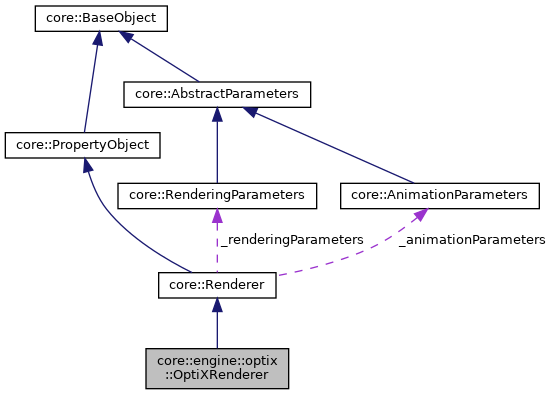 core::BaseObject
core::AbstractParameters
core::PropertyObject
core::RenderingParameters
core::AnimationParameters
_renderingParameters
_animationParameters
core::Renderer
core::engine::optix
::OptiXRenderer